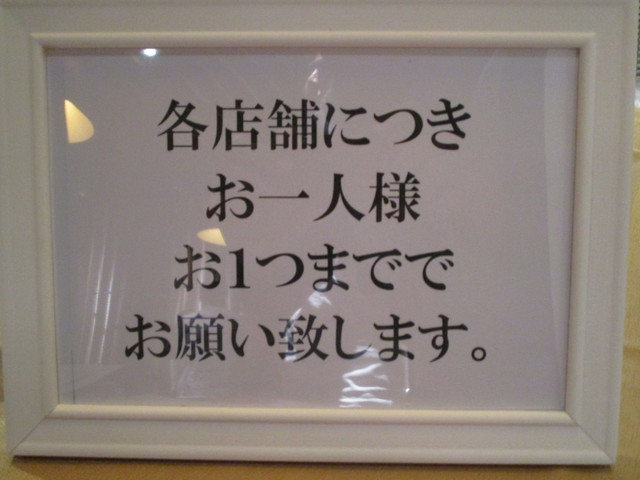 各店舗につき
お一人様
お1つまでで
お願い致します。